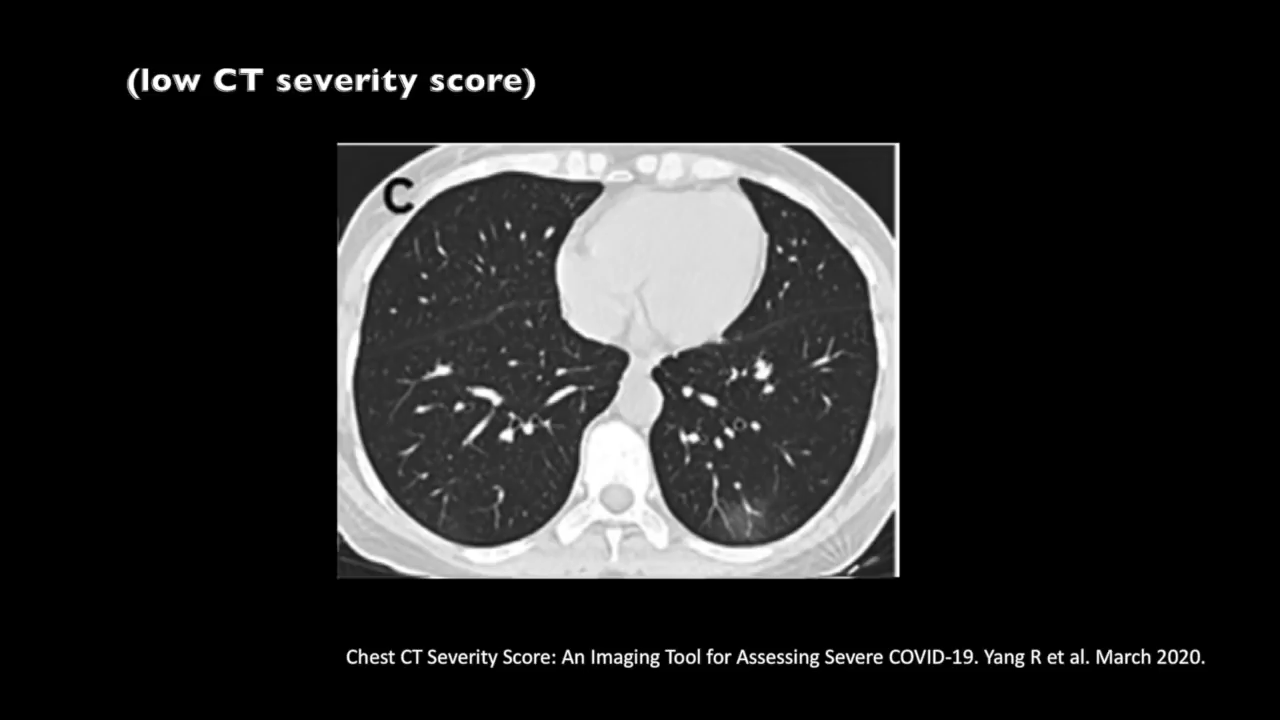 (low CT severity score)
C
Chest CT Severity Score: An Imaging Tool for Assessing Severe COVID-19. Yang R et al. March 2020.